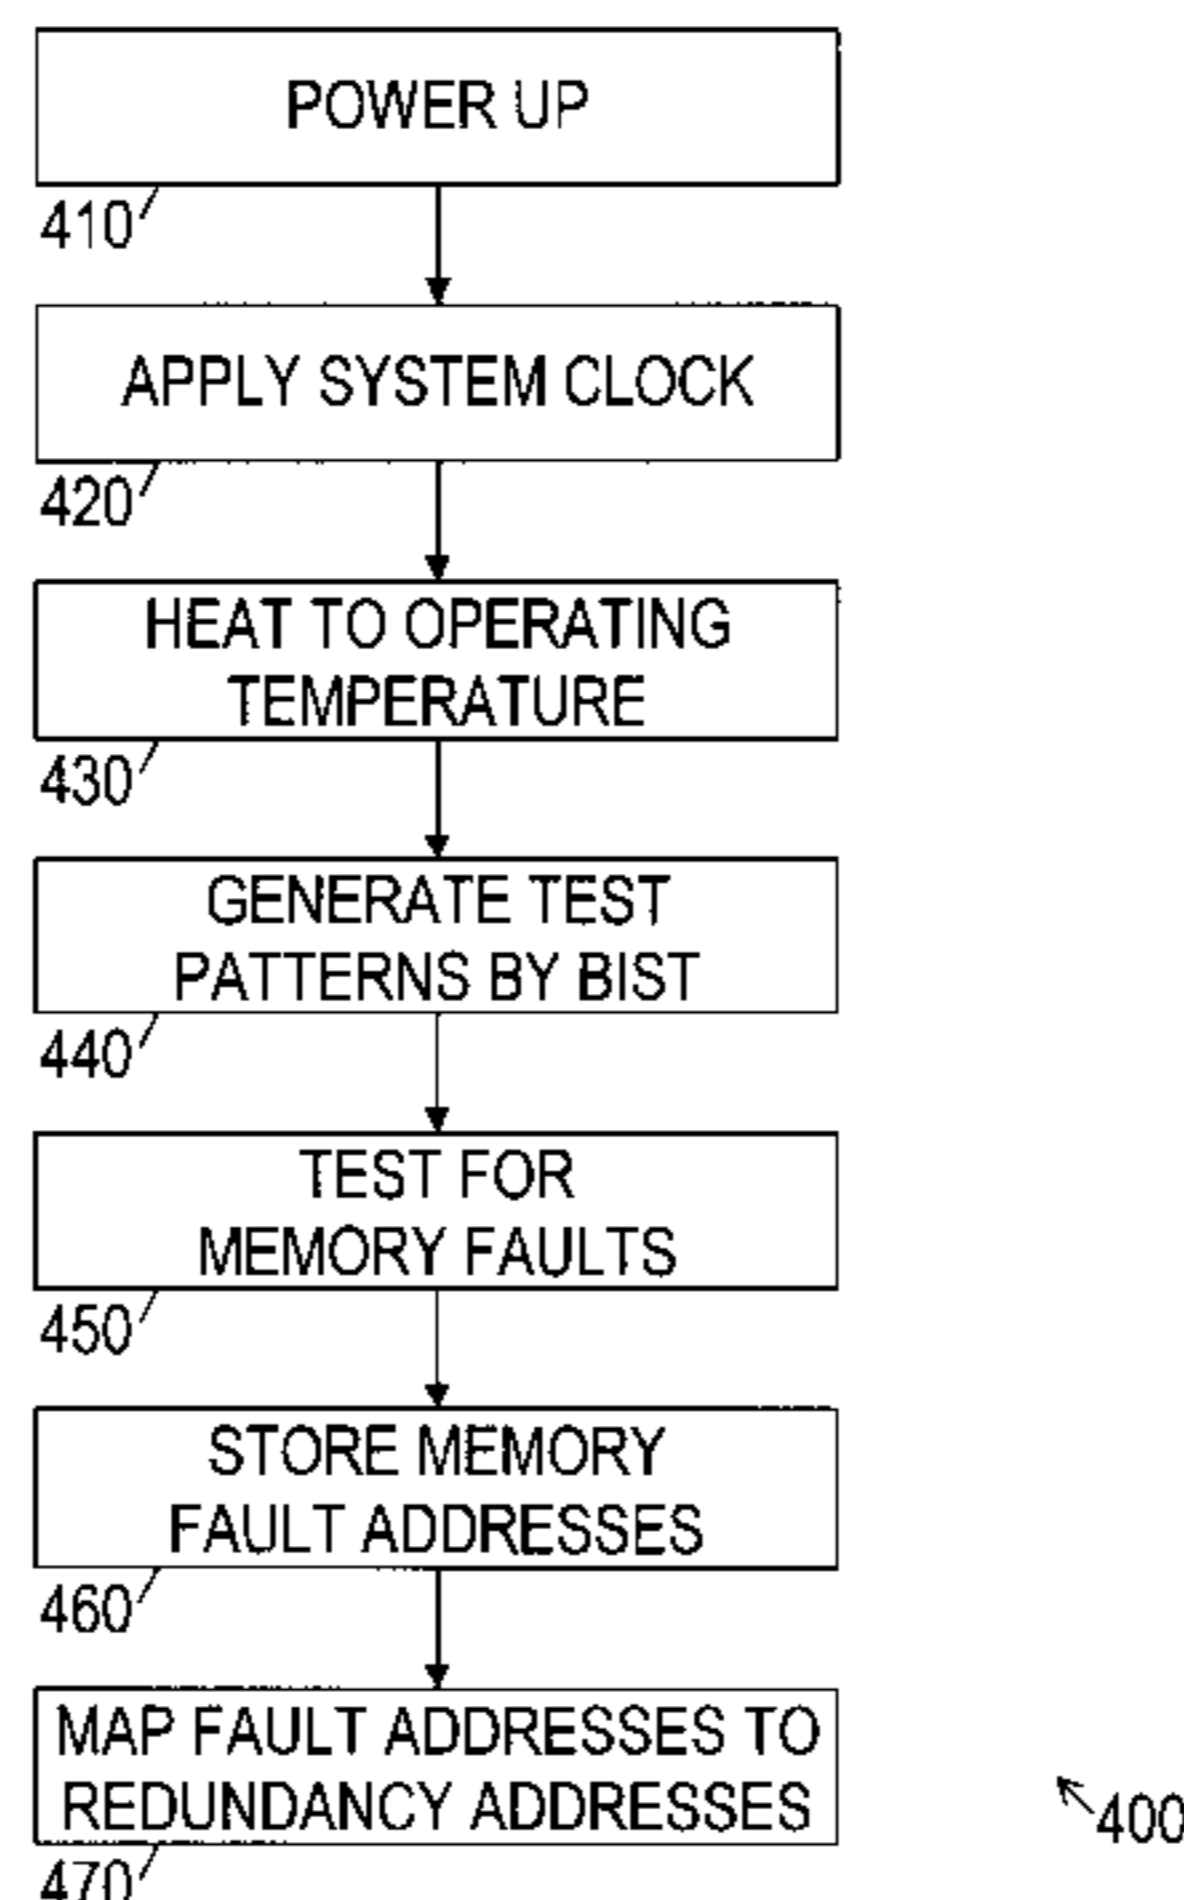 POWER UP
410
APPLY SYSTEM CLOCK
420
HEAT TO OPERATING
TEMPERATURE
430
GENERATE TEST
PATTERNS BY BIST
440
TEST FOR
MEMORY FAULTS
450
STORE MEMORY
FAULT ADDRESSES
460
MAP FAULT ADDRESSES TO
REDUNDANCY ADDRESSES
400
470